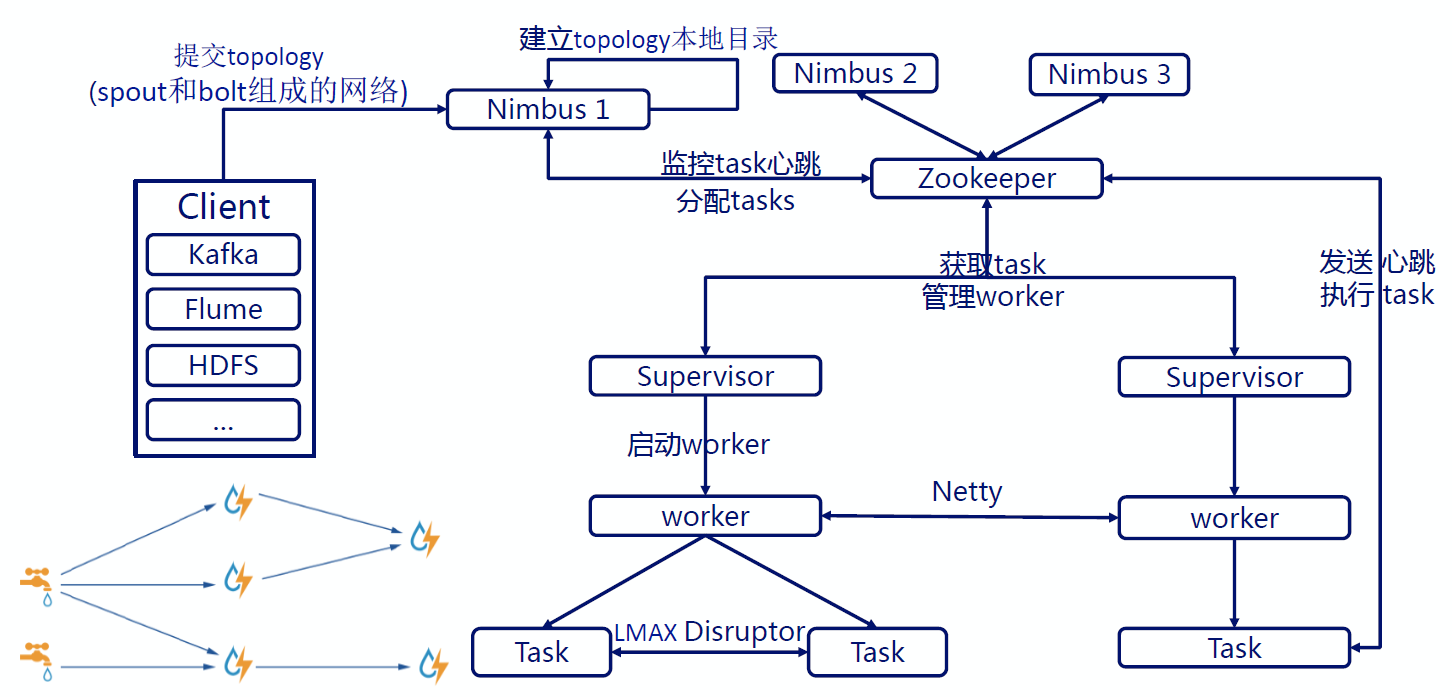 建立topology本地目录
提交topology
(spout和bolt组成的网络)
Nimbus 1
Nimbus 2
Nimbus 3
监控task心跳
分配tasks
Zookeeper
Client
Kafka
Flume
HDFS
...
获取task
管理worker
发送 心跳
执行 task
Supervisor
Supervisor
启动worker
worker
Netty
worker
Task
LMAX Disruptor
Task
Task